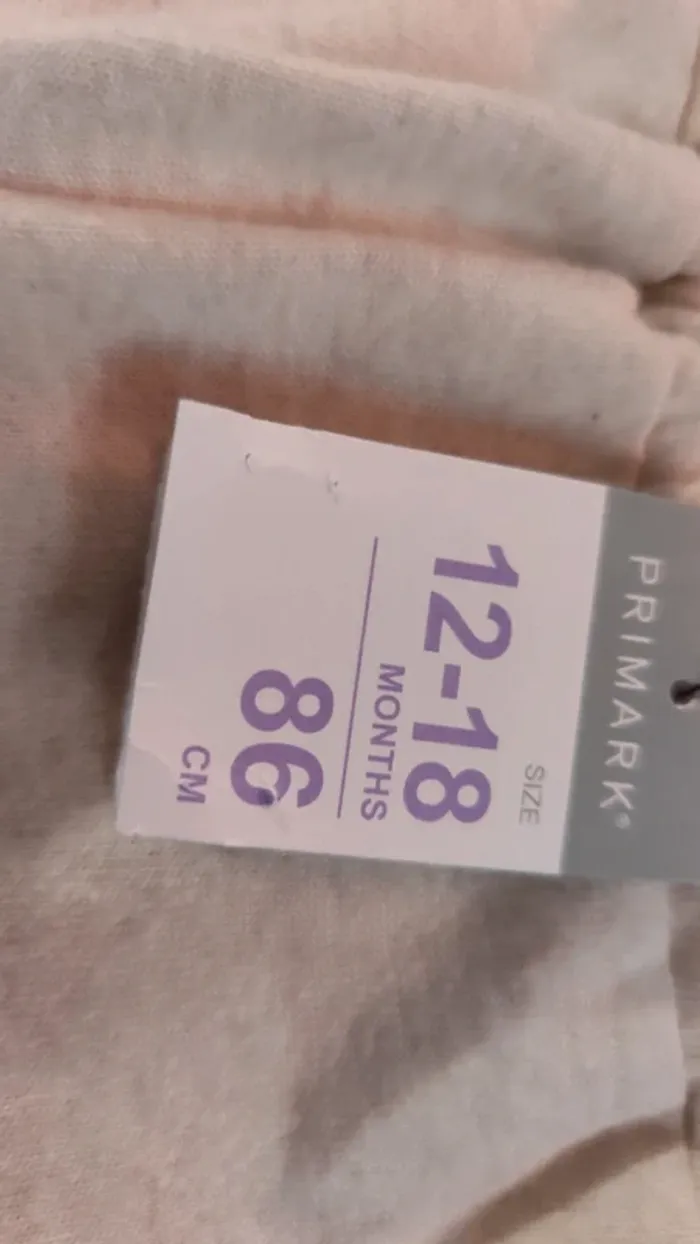 PRIMARK®
SIZE
12-18
MONTHS
86
CM